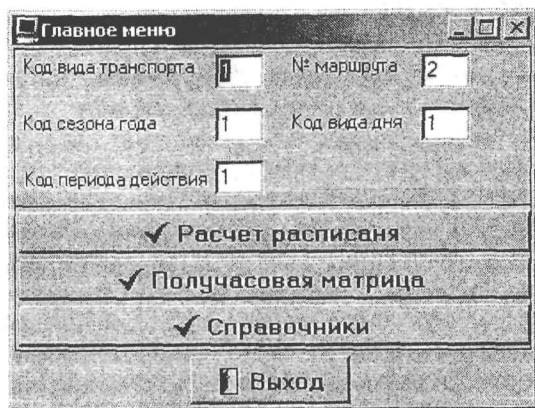 Главное меню
Код вида транспорта 1 № маршрута 2
Код сезона года 1 Код вида дня 1
Код периода действия 1
Расчет расписаня
Получасовая матрица
Справочники
Выход